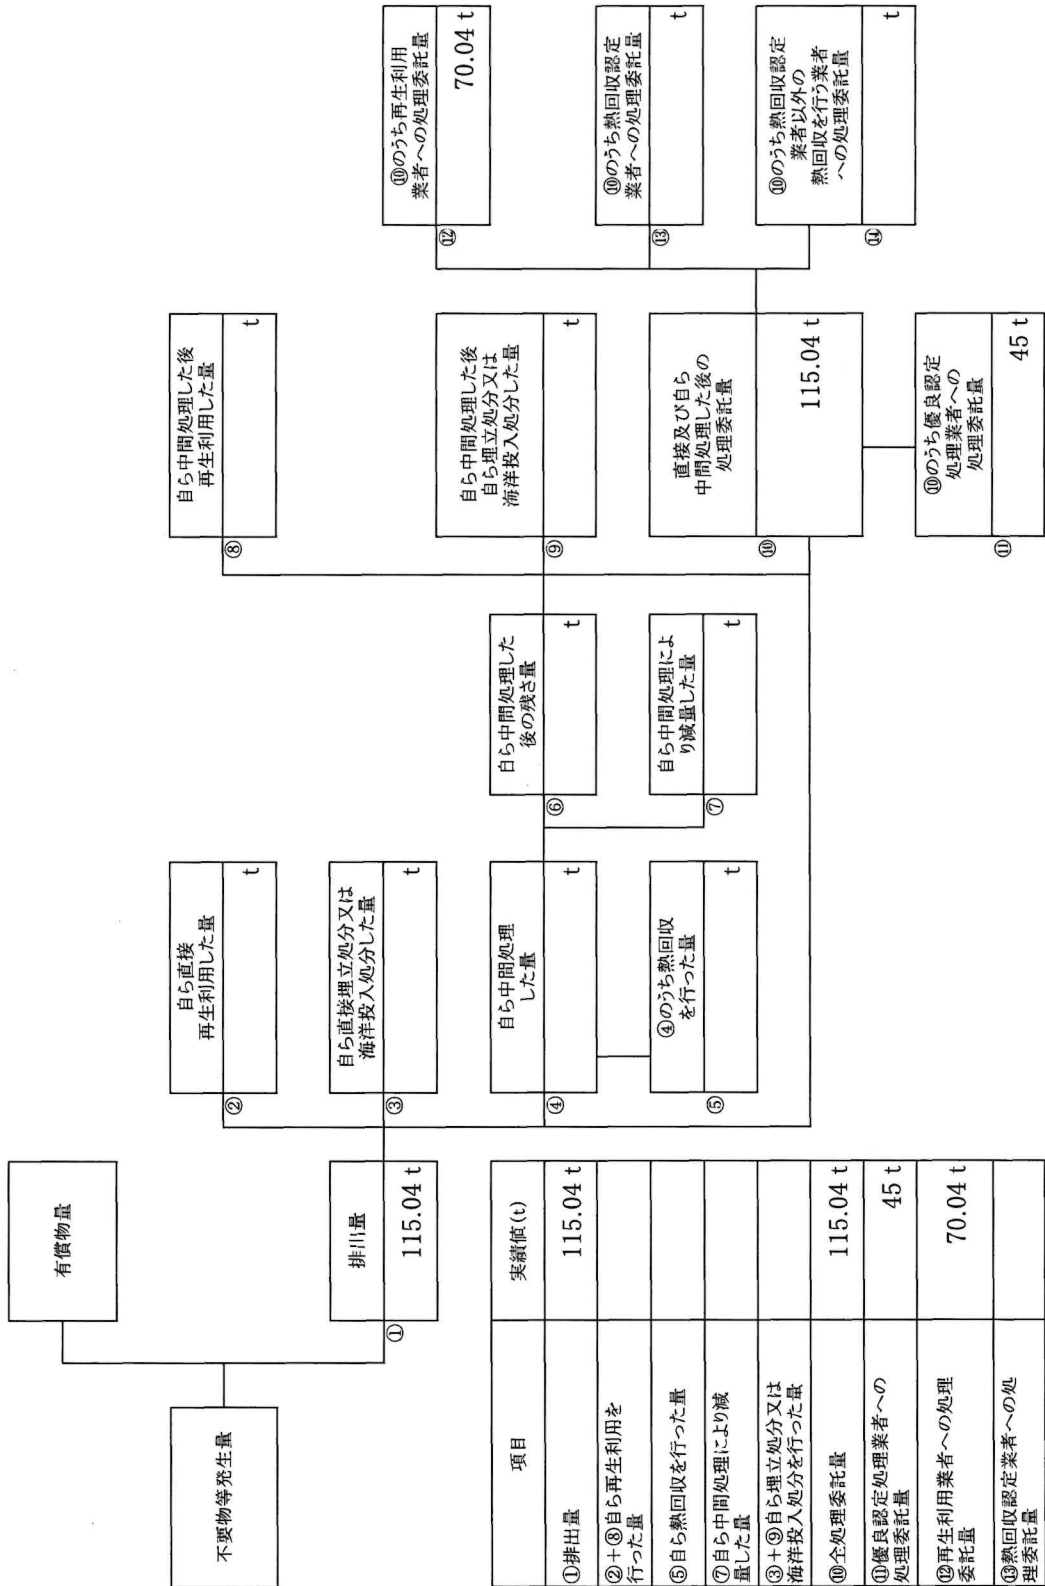 不要物等発生量
有償物量
排出量
①
115.04 t
自ら直接
再生利用した量
②
t
自ら直接埋立処分又は
海洋投入処分した量
③
t
自ら中間処理
した量
④
t
④のうち熱回収
を行った量
⑤
t
自ら中間処理した
後の残さ量
⑥
t
自ら中間処理によ
り減量した量
⑦
t
自ら中間処理した後
再生利用した量
⑧
t
自ら中間処理した後
自ら埋立処分又は
海洋投入処分した量
⑨
t
直接及び自ら
中間処理した後の
処理委託量
⑩
115.04 t
⑩のうち優良認定
処理業者への
処理委託量
⑪
45 t
⑩のうち再生利用
業者への処理委託量
⑫
70.04 t
⑩のうち熱回収認定
業者への処理委託量
⑬
t
⑩のうち熱回収認定
業者以外の
熱回収を行う業者
への処理委託量
⑭
t
項目
実績値(t)
①排出量
115.04 t
②+⑧自ら再生利用を
行った量
⑤自ら熱回収を行った量
⑦自ら中間処理により減
量した量
③+⑨自ら埋立処分又は
海洋投入処分を行った量
⑩全処理委託量
115.04 t
⑪優良認定処理業者への
処理委託量
45 t
⑫再生利用業者への処理
委託量
70.04 t
⑬熱回収認定業者への処
理委託量